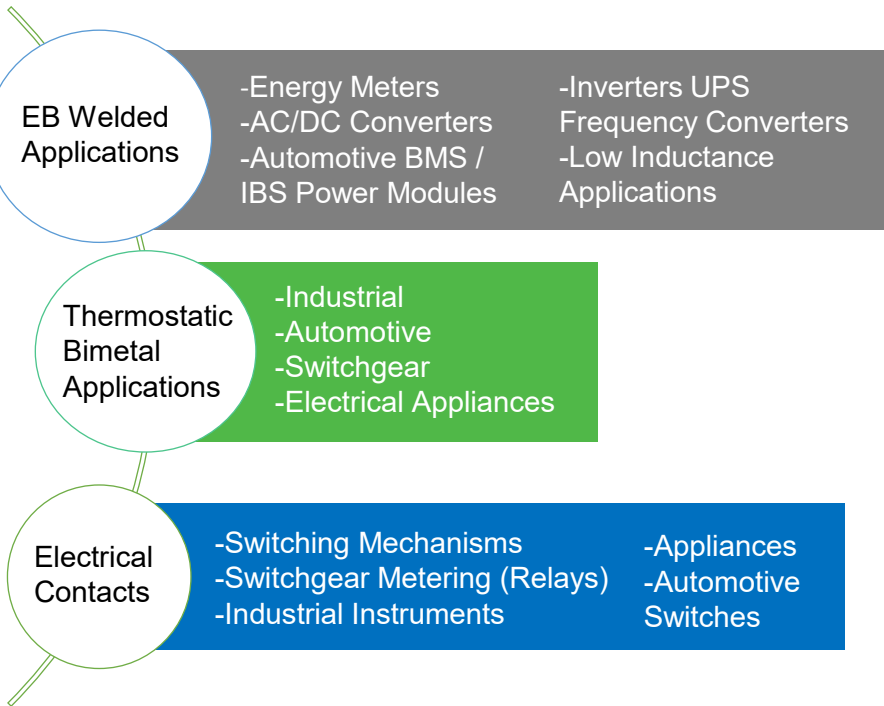 EB Welded
Applications
-Energy Meters
-AC/DC Converters
-Automotive BMS /
IBS Power Modules
-Inverters UPS
Frequency Converters
-Low Inductance
Applications
Thermostatic
Bimetal
Applications
-Industrial
-Automotive
-Switchgear
-Electrical Appliances
Electrical
Contacts
-Switching Mechanisms
-Switchgear Metering (Relays)
-Industrial Instruments
-Appliances
-Automotive
Switches